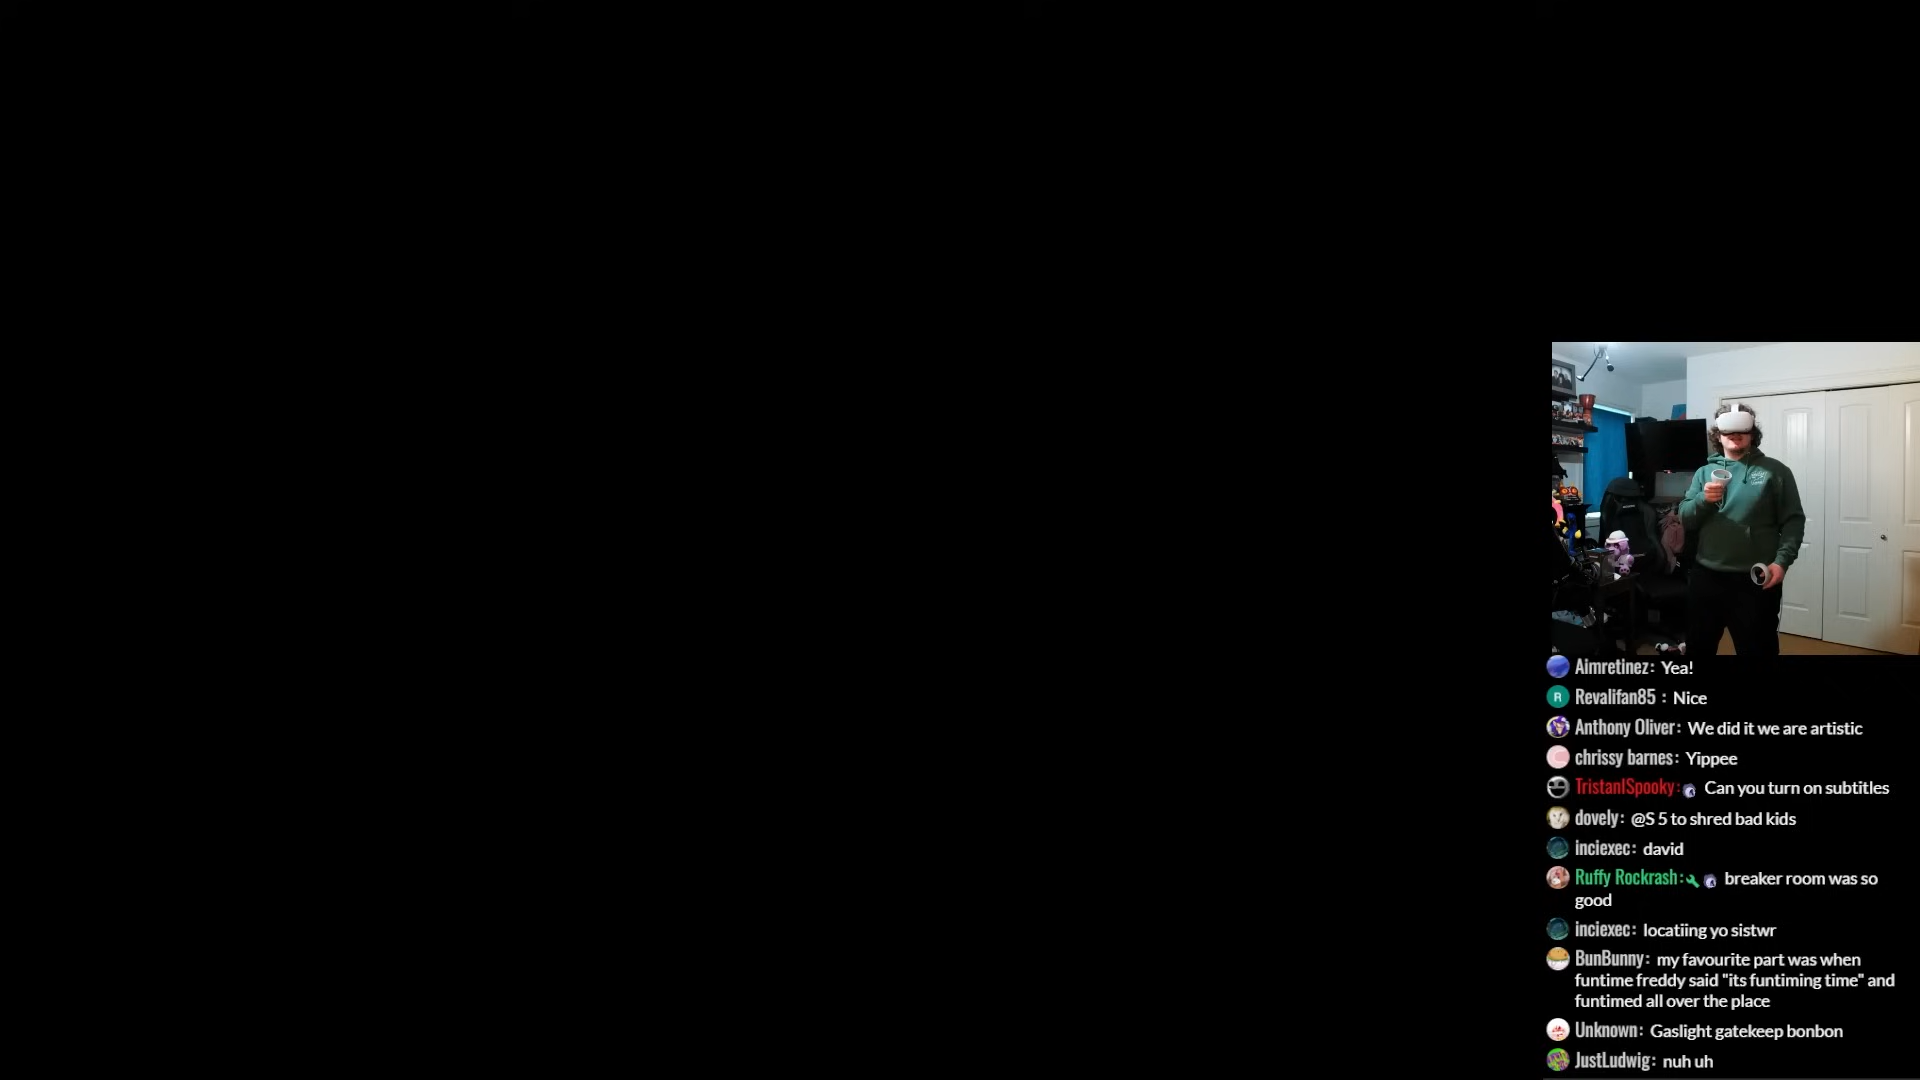 Aimretinez: Yea!
Revalifan85 : Nice
Anthony Oliver: We did it we are artistic
chrissy barnes: Yippee
TristanISpooky: Can you turn on subtitles
dovely: @S 5 to shred bad kids
inciexec: david
Ruffy Rockrash: breaker room was so
good
inciexec: locatiing yo sistwr
BunBunny: my favourite part was when
funtime freddy said "its funtiming time" and
funtimed all over the place
Unknown: Gaslight gatekeep bonbon
JustLudwig: nuh uh